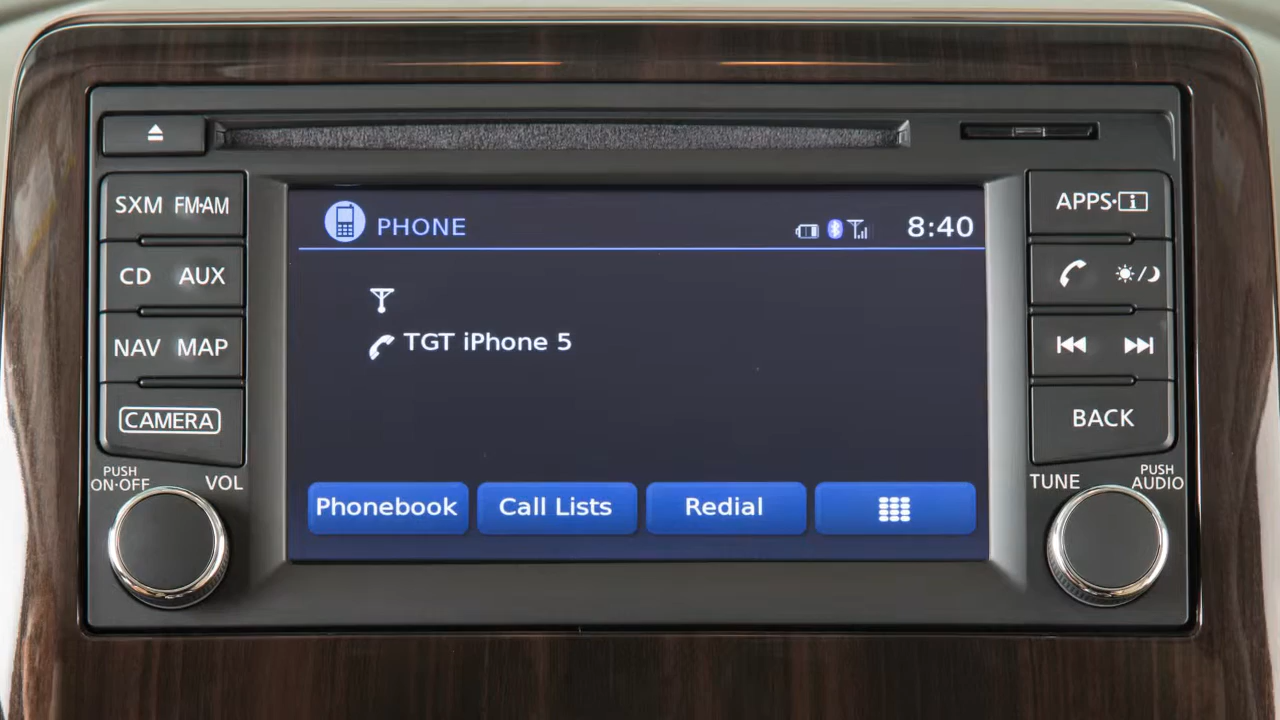 SXM FM·AM
CD AUX
NAV MAP
CAMERA
PUSH
ON·OFF
VOL
PHONE
8:40
TGT iPhone 5
Phonebook
Call Lists
Redial
APPS·i
BACK
TUNE
PUSH
AUDIO